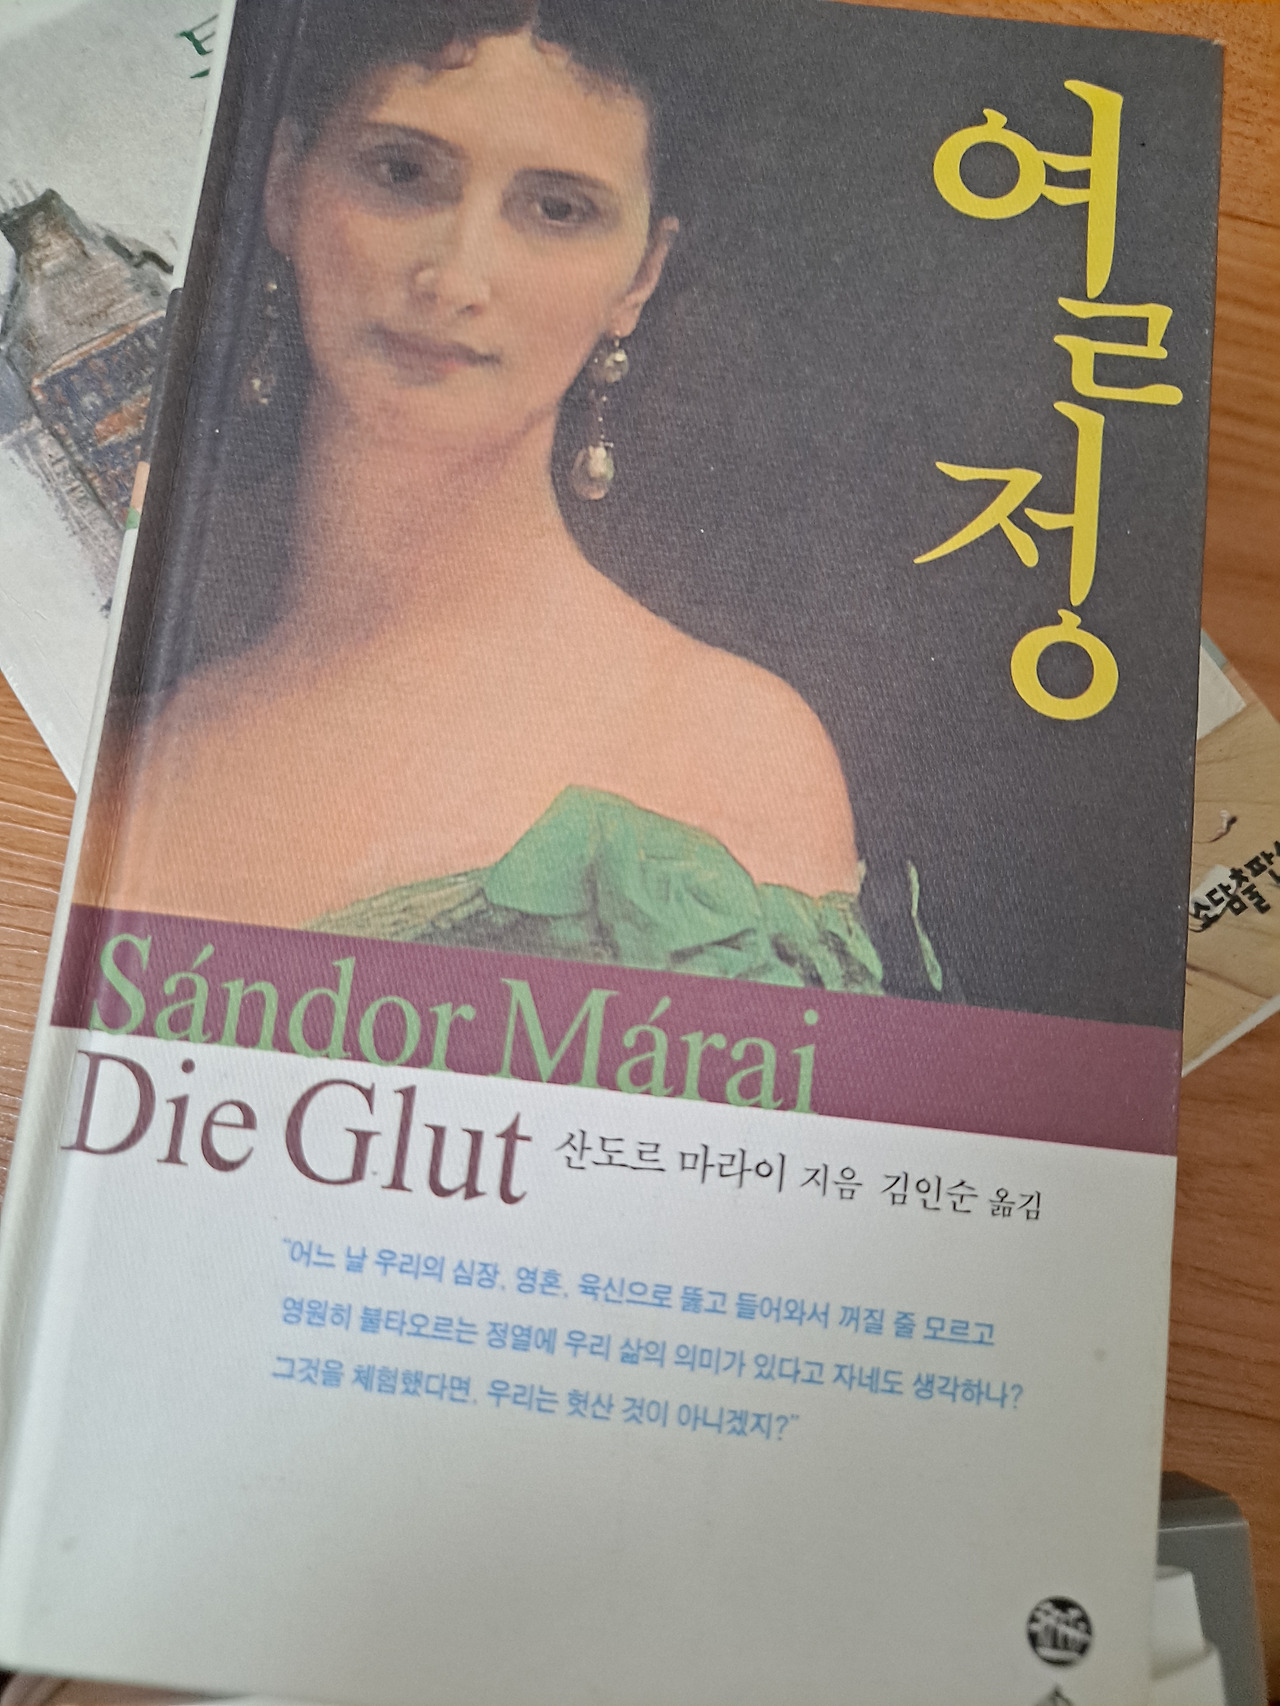 열정
Sándor Márai
Die Glut 산도르 마라이 지음 김인순 옮김
“어느 날 우리의 심장, 영혼, 육신으로 뚫고 들어와서 꺼질 줄 모르고
영원히 불타오르는 정열에 우리 삶의 의미가 있다고 자네도 생각하나?
그것을 체험했다면, 우리는 헛산 것이 아니겠지?”
소담출판